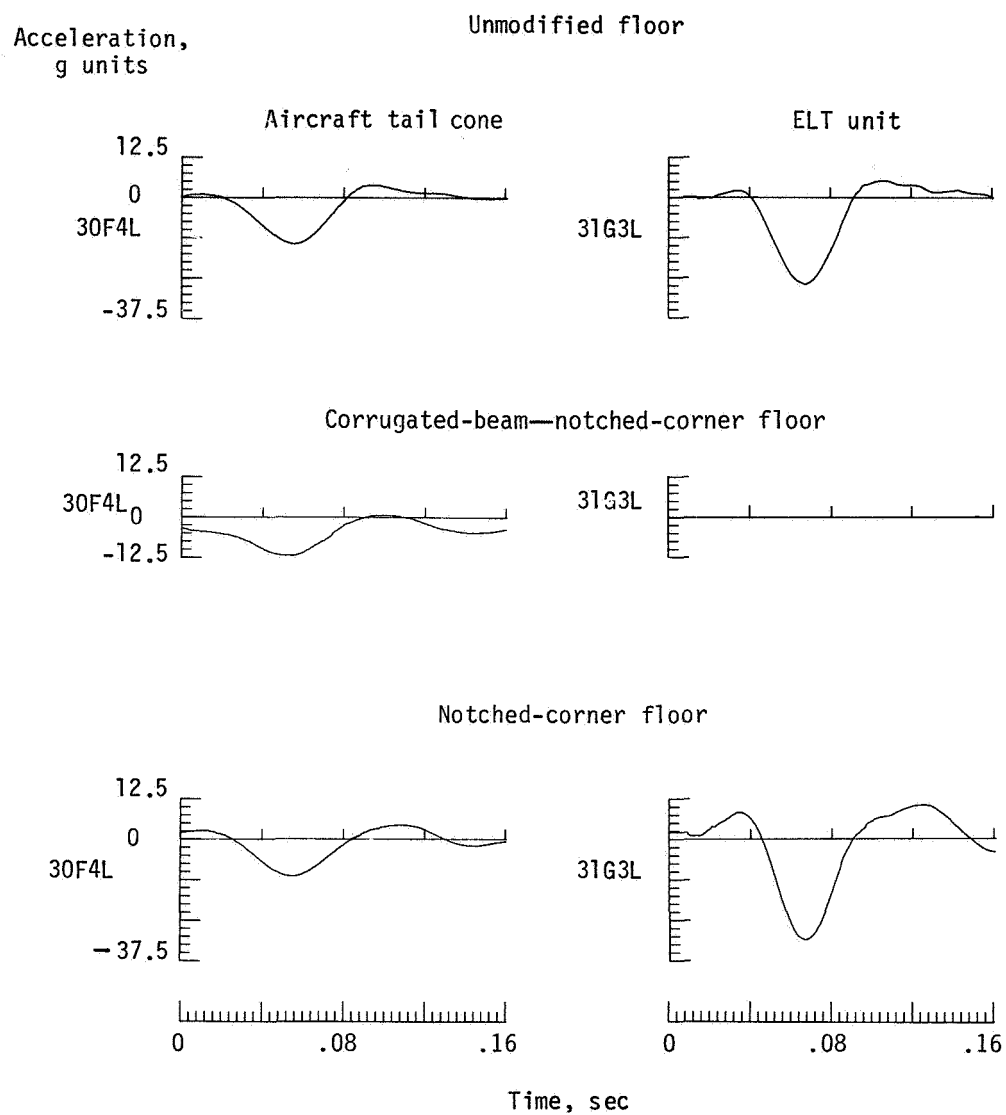 Unmodified floor
Acceleration,
g units
Aircraft tail cone
ELT unit
12.5
0
30F4L
-37.5
31G3L
Corrugated-beam—notched-corner floor
12.5
30F4L
0
-12.5
31G3L
Notched-corner floor
12.5
0
30F4L
-37.5
31G3L
0 .08 .16
0 .08 .16
Time, sec